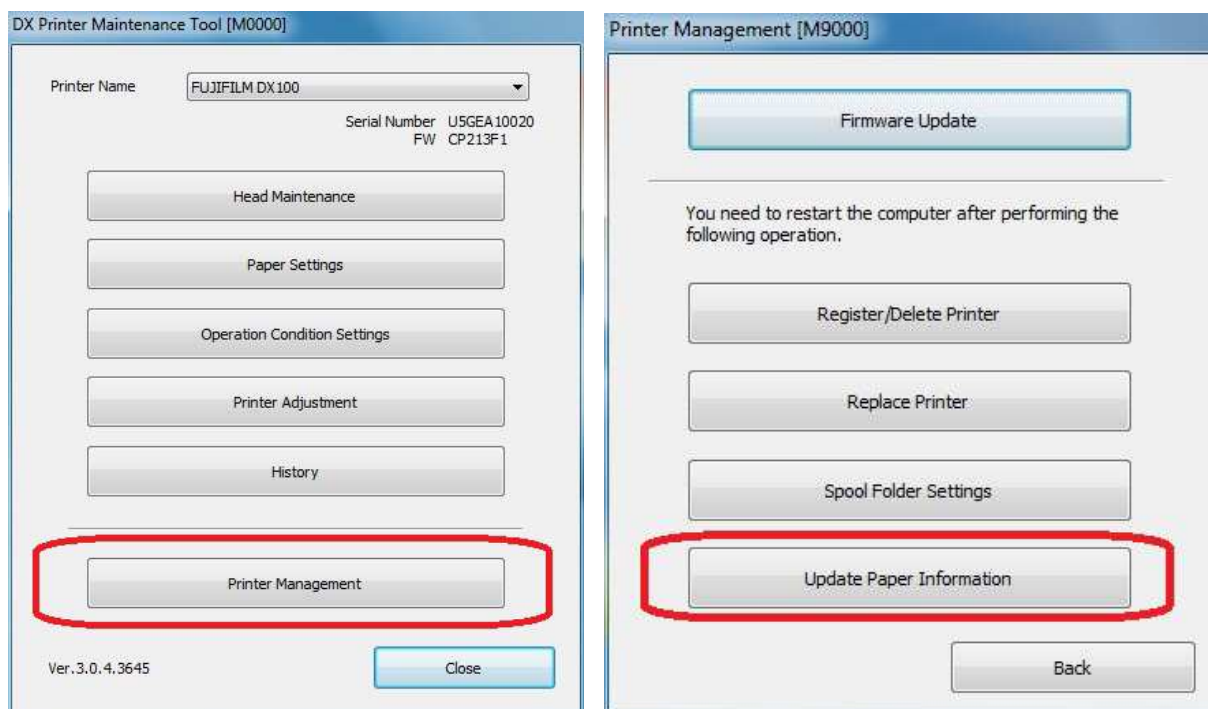 DX Printer Maintenance Tool [M0000]
Printer Name
FUJIFILM DX100
Serial Number U5GEA10020
FW CP213F1
Head Maintenance
Paper Settings
Operation Condition Settings
Printer Adjustment
History
Printer Management
Ver.3.0.4.3645
Close
Printer Management [M9000]
Firmware Update
You need to restart the computer after performing the
following operation.
Register/Delete Printer
Replace Printer
Spool Folder Settings
Update Paper Information
Back